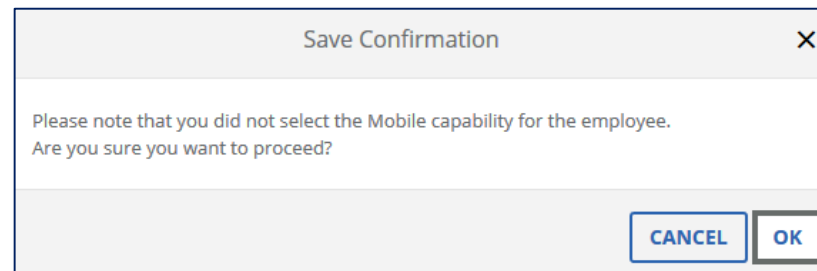 Save Confirmation
Please note that you did not select the Mobile capability for the employee.
Are you sure you want to proceed?
CANCEL OK